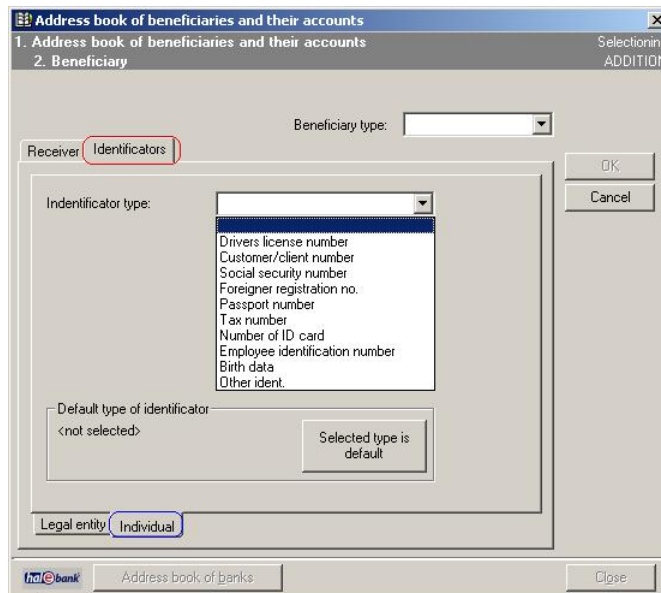 Address book of beneficiaries and their accounts
1. Address book of beneficiaries and their accounts
Selectionin
2. Beneficiary
ADDITION
Beneficiary type:
Receiver
Identificators
OK
Cancel
Indentificator type:
Drivers license number
Customer/client number
Social security number
Foreigner registration no.
Passport number
Tax number
Number of ID card
Employee identification number
Birth data
Other ident.
Default type of identificator
<not selected>
Selected type is
default
Legal entity
Individual
hal@bank
Address book of banks
Close